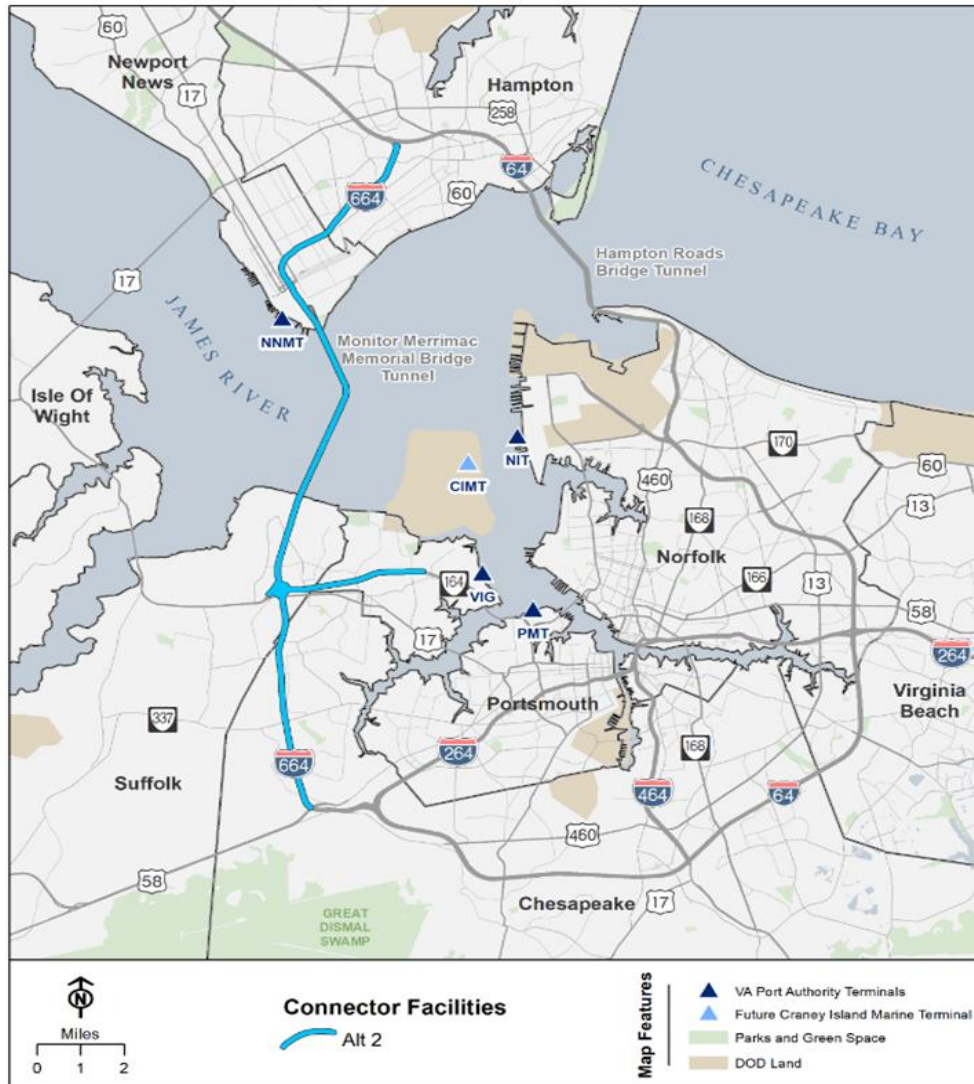 60
Newport
News
17
Hampton
258
64
664
60
CHESAPEAKE BAY
Hampton Roads
Bridge Tunnel
17
JAMES RIVER
NNMT
Monitor Merrimac
Memorial Bridge
Tunnel
Isle Of
Wight
NIT
170
CIMT
460
60
13
168
Norfolk
164
VIG
166
13
17
PMT
58
264
Virginia
Beach
337
Portsmouth
264
168
664
Suffolk
464
64
460
58
Chesapeake
17
GREAT
DISMAL
SWAMP
N
Miles
0 1 2
Connector Facilities
Alt 2
Map Features
VA Port Authority Terminals
Future Craney Island Marine Terminal
Parks and Green Space
DOD Land